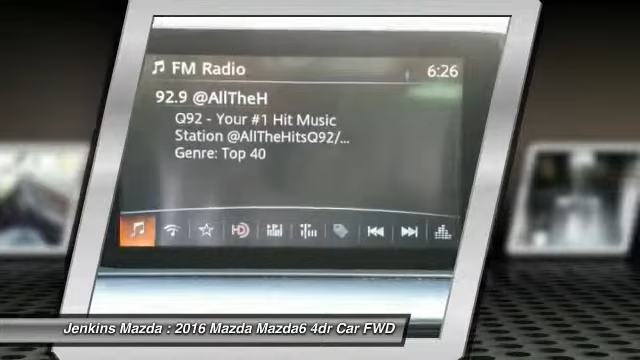 FM Radio 6:26
92.9 @AllTheH
Q92 - Your #1 Hit Music
Station @AllTheHitsQ92/...
Genre: Top 40
HD
Jenkins Mazda : 2016 Mazda Mazda6 4dr Car FWD